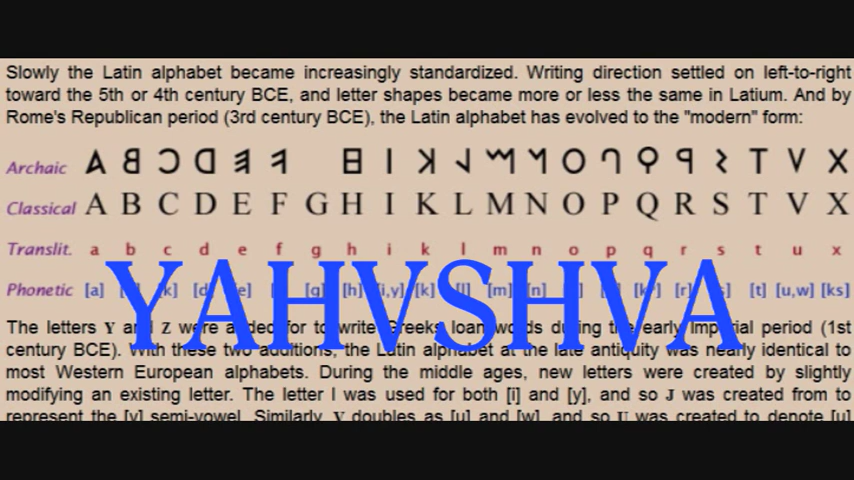 Slowly the Latin alphabet became increasingly standardized. Writing direction settled on left-to-right
toward the 5th or 4th century BCE, and letter shapes became more or less the same in Latium. And by
Rome's Republican period (3rd century BCE), the Latin alphabet has evolved to the "modern" form:
Archaic
Classical A B C D E F G H I K L M N O P Q R S T V X
Translit. a b c d e f g h i k l m n o p q r s t u x
Phonetic [a] [k] [d] [e] [g] [h] [i,y] [k] [l] [m] [n] [r] [t] [u,w] [ks]
YAHVSHVA
The letters Y and Z were added for to write Greeks loanwords during the early Imperial period (1st
century BCE). With these two additions, the Latin alphabet at the late antiquity was nearly identical to
most Western European alphabets. During the middle ages, new letters were created by slightly
modifying an existing letter. The letter I was used for both [i] and [y], and so J was created from to
represent the [y] semi-vowel. Similarly, V doubles as [u] and [w], and so U was created to denote [u]